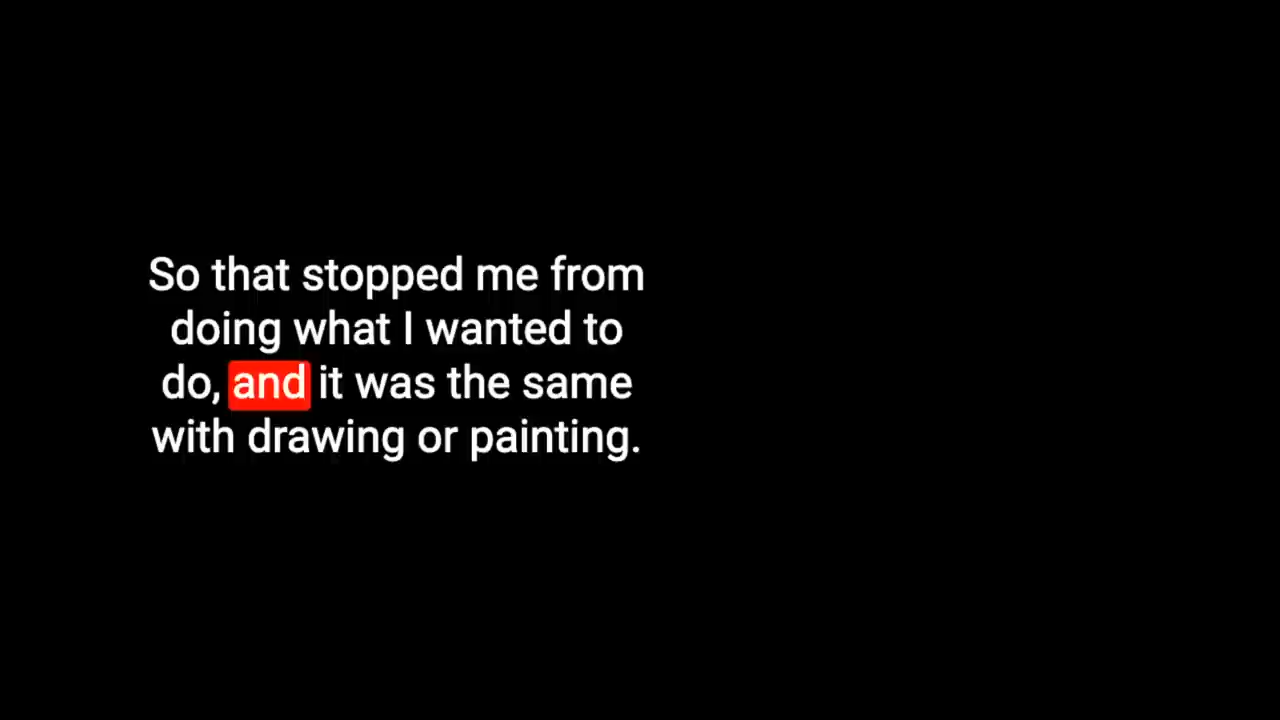 So that stopped me from
doing what I wanted to
do, and it was the same
with drawing or painting.